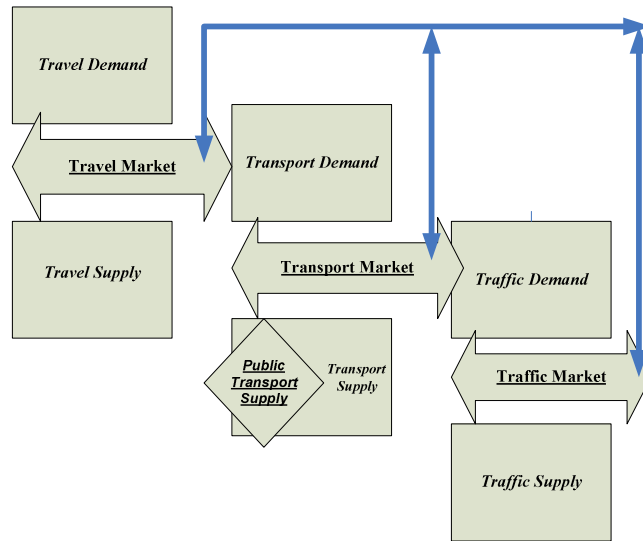 Travel Demand
Travel Market
Transport Demand
Travel Supply
Transport Market
Traffic Demand
Public
Transport
Supply
Transport
Supply
Traffic Market
Traffic Supply